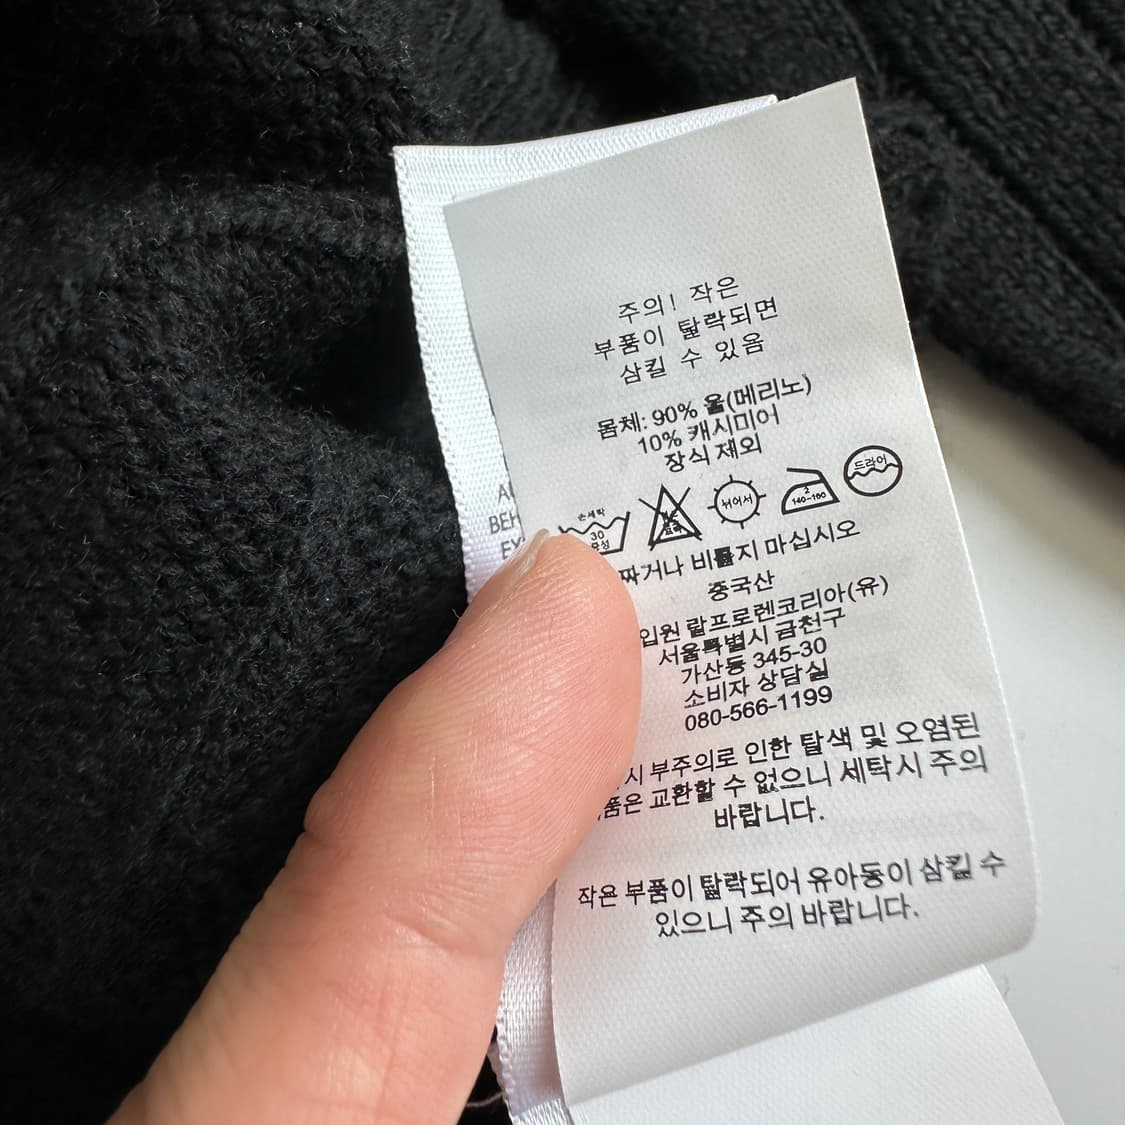 주의! 작은
부품이 탈락되면
삼킬 수 있음
몸체: 90% 울(메리노)
10% 캐시미어
장식 제외
손세탁
30
뉘어서
2
140~160
드라이
짜거나 비틀지 마십시오
중국산
랄프로렌코리아(유)
서울특별시 금천구
가산동 345-30
소비자 상담실
080-566-1199
부주의로 인한 탈색 및 오염된
교환할 수 없으니 세탁시 주의
바랍니다.
작은 부품이 탈락되어 유아동이 삼킬 수
있으니 주의 바랍니다.